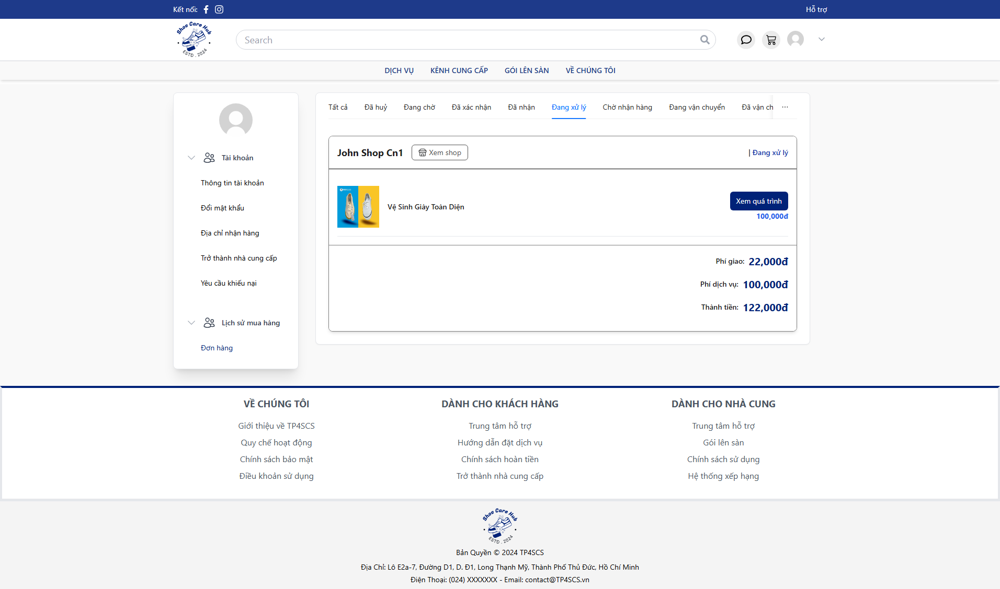 Kết nối:
Hỗ trợ
Shoe Care Hub
ESTD . 2024
Search
DỊCH VỤ
KÊNH CUNG CẤP
GÓI LÊN SÀN
VỀ CHÚNG TÔI
Tài khoản
Thông tin tài khoản
Đổi mật khẩu
Địa chỉ nhận hàng
Trở thành nhà cung cấp
Yêu cầu khiếu nại
Lịch sử mua hàng
Đơn hàng
Tất cả
Đã huỷ
Đang chờ
Đã xác nhận
Đã nhận
Đang xử lý
Chờ nhận hàng
Đang vận chuyển
Đã vận ch
···
John Shop Cn1
Xem shop
| Đang xử lý
Vệ Sinh Giày Toàn Diện
Xem quá trình
100,000đ
Phí giao: 22,000đ
Phí dịch vụ: 100,000đ
Thành tiền: 122,000đ
VỀ CHÚNG TÔI
Giới thiệu về TP4SCS
Quy chế hoạt động
Chính sách bảo mật
Điều khoản sử dụng
DÀNH CHO KHÁCH HÀNG
Trung tâm hỗ trợ
Hướng dẫn đặt dịch vụ
Chính sách hoàn tiền
Trở thành nhà cung cấp
DÀNH CHO NHÀ CUNG
Trung tâm hỗ trợ
Gói lên sàn
Chính sách sử dụng
Hệ thống xếp hạng
Shoe Care Hub
ESTD . 2024
Bản Quyền © 2024 TP4SCS
Địa Chỉ: Lô E2a-7, Đường D1, D. Đ1, Long Thạnh Mỹ, Thành Phố Thủ Đức, Hồ Chí Minh
Điện Thoại: (024) XXXXXXX - Email: contact@TP4SCS.vn